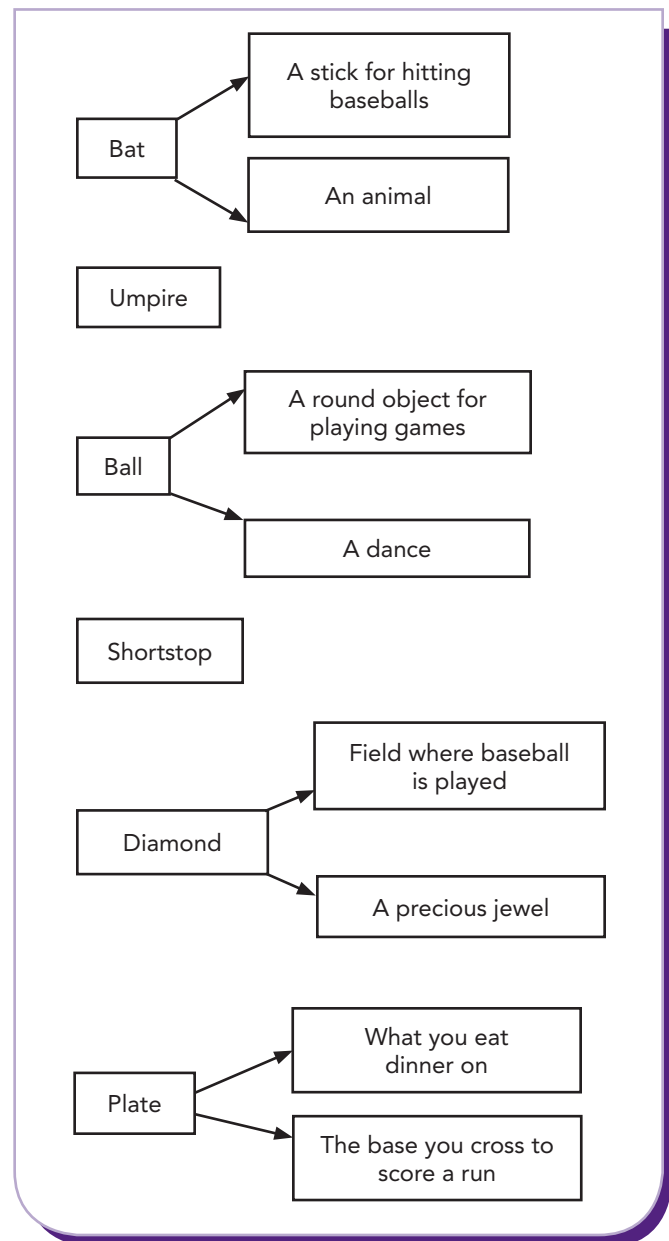 A stick for hitting
baseballs
Bat
An animal
Umpire
A round object for
playing games
Ball
A dance
Shortstop
Field where baseball
is played
Diamond
A precious jewel
What you eat
dinner on
Plate
The base you cross to
score a run